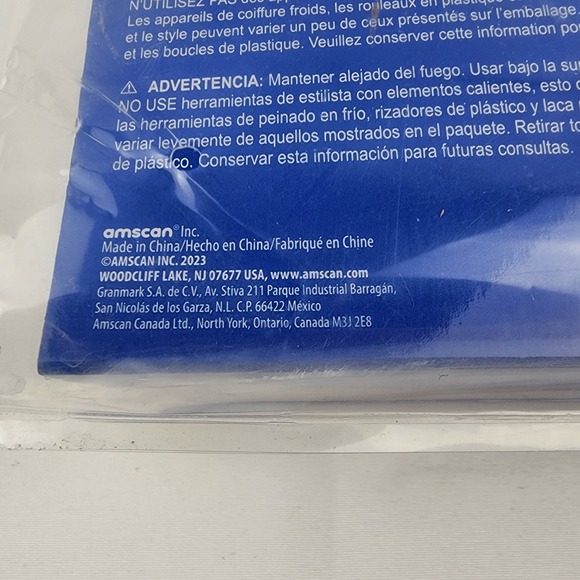 N'UTILISEZ PAS des
Les appareils de coiffure froids, les rouleaux en plastique
et le style peuvent varier un peu de ceux présentés sur l'emballage.
et les boucles de plastique. Veuillez conserver cette information
⚠ ADVERTENCIA: Mantener alejado del fuego. Usar bajo la
NO USE herramientas de estilista con elementos calientes, esto
las herramientas de peinado en frío, rizadores de plástico y laca
variar levemente de aquellos mostrados en el paquete. Retirar
de plástico. Conservar esta información para futuras consultas.
amscan® Inc.
Made in China/Hecho en China/Fabriqué en Chine
©AMSCAN INC. 2023
WOODCLIFF LAKE, NJ 07677 USA, www.amscan.com
Granmark S.A. de C.V., Av. Stiva 211 Parque Industrial Barragán,
San Nicolás de los Garza, N.L. C.P. 66422 México
Amscan Canada Ltd., North York, Ontario, Canada M3J 2E8